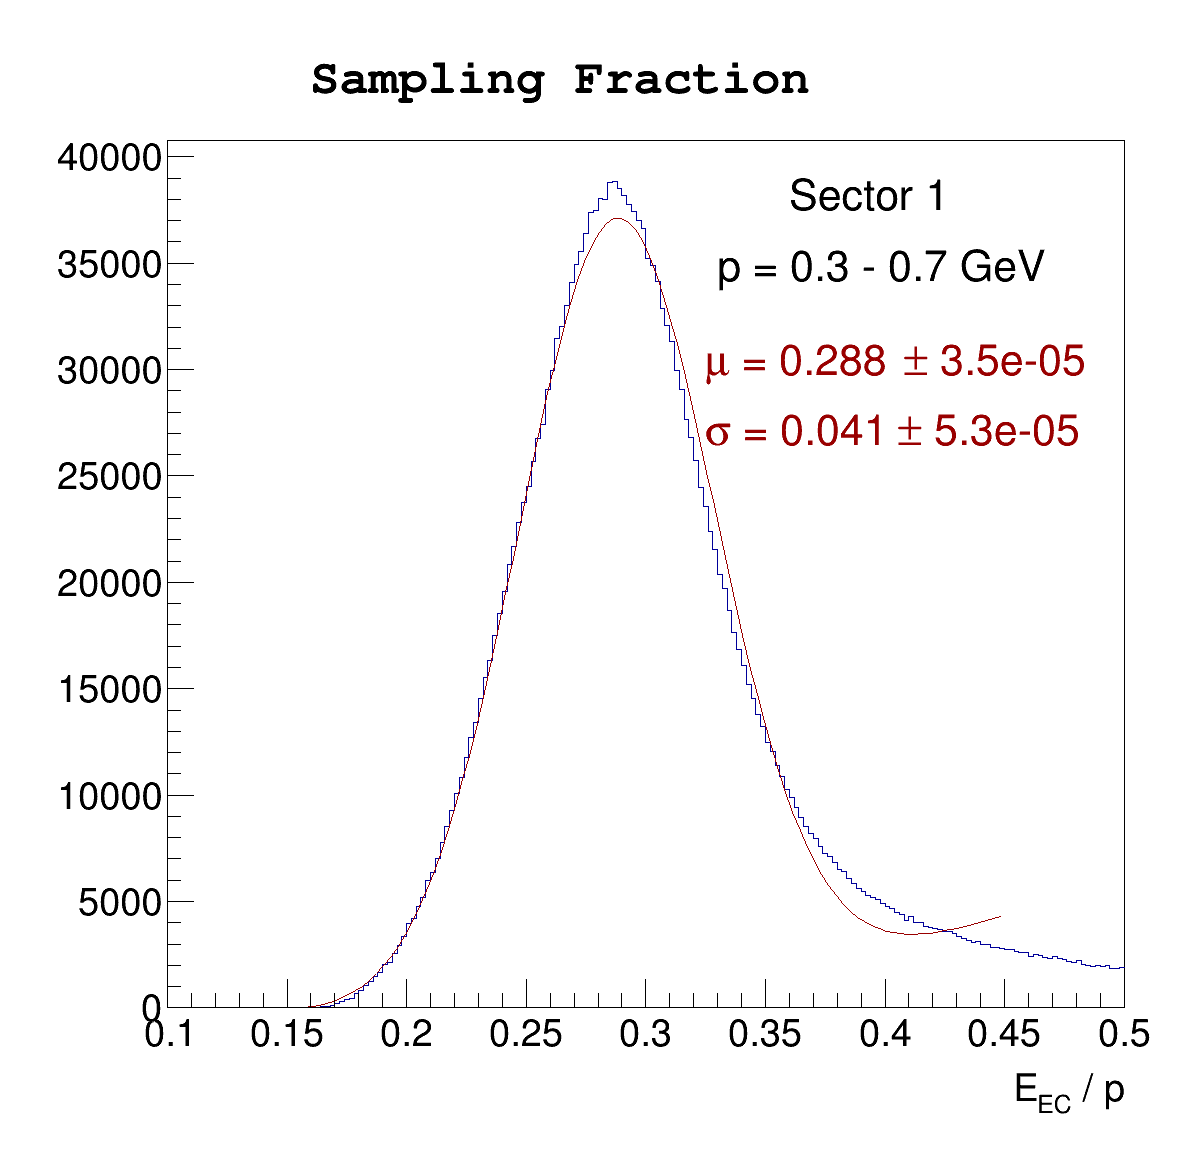 Sampling Fraction
40000
35000
30000
25000
20000
15000
10000
5000
0
Sector 1
p = 0.3 - 0.7 GeV
μ = 0.288 ± 3.5e-05
σ = 0.041 ± 5.3e-05
0.1 0.15 0.2 0.25 0.3 0.35 0.4 0.45 0.5
E_EC / p